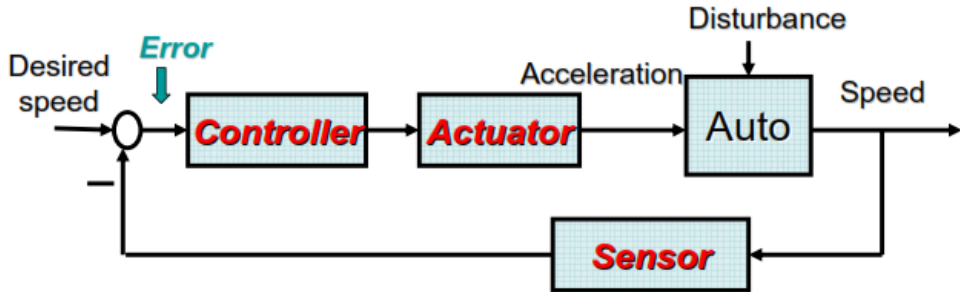 Disturbance
Error
Desired
speed
Acceleration
Speed
Controller
Actuator
Auto
–
Sensor